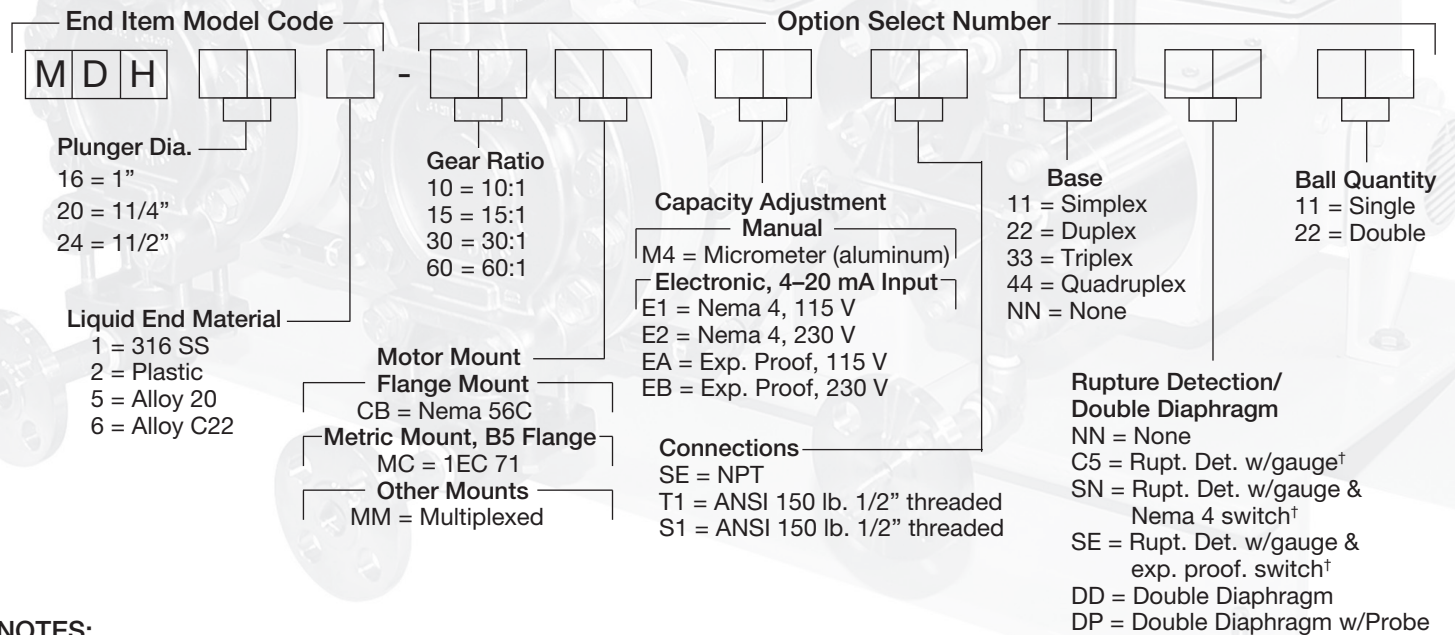 End Item Model Code
Option Select Number
M D H -
Plunger Dia.
16 = 1”
20 = 11/4”
24 = 11/2”
Liquid End Material
1 = 316 SS
2 = Plastic
5 = Alloy 20
6 = Alloy C22
Gear Ratio
10 = 10:1
15 = 15:1
30 = 30:1
60 = 60:1
Motor Mount
Flange Mount
CB = Nema 56C
Metric Mount, B5 Flange
MC = 1EC 71
Other Mounts
MM = Multiplexed
Capacity Adjustment
Manual
M4 = Micrometer (aluminum)
Electronic, 4–20 mA Input
E1 = Nema 4, 115 V
E2 = Nema 4, 230 V
EA = Exp. Proof, 115 V
EB = Exp. Proof, 230 V
Connections
SE = NPT
T1 = ANSI 150 lb. 1/2” threaded
S1 = ANSI 150 lb. 1/2” threaded
Base
11 = Simplex
22 = Duplex
33 = Triplex
44 = Quadruplex
NN = None
Rupture Detection/
Double Diaphragm
NN = None
C5 = Rupt. Det. w/gauge†
SN = Rupt. Det. w/gauge &
Nema 4 switch†
SE = Rupt. Det. w/gauge &
exp. proof. switch†
DD = Double Diaphragm
DP = Double Diaphragm w/Probe
Ball Quantity
11 = Single
22 = Double
NOTES: